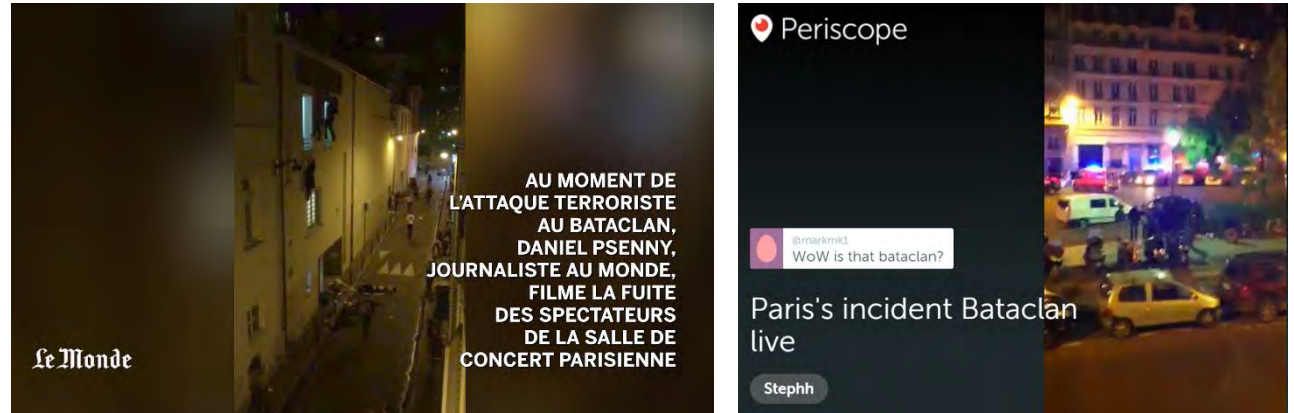 AU MOMENT DE
L'ATTAQUE TERRORISTE
AU BATACLAN,
DANIEL PSENNY,
JOURNALISTE AU MONDE,
FILME LA FUITE
DES SPECTATEURS
DE LA SALLE DE
CONCERT PARISIENNE
Le Monde
Periscope
@markmk1
WoW is that bataclan?
Paris's incident Bataclan
live
Stephh